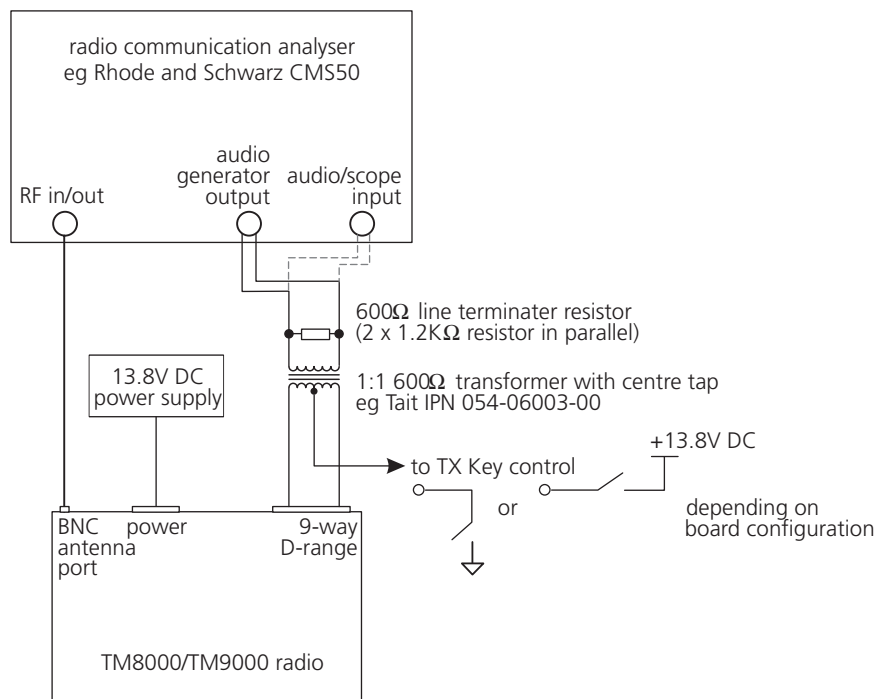 radio communication analyser
eg Rhode and Schwarz CMS50
RF in/out
audio
generator
output
audio/scope
input
600Ω line terminater resistor
(2 x 1.2KΩ resistor in parallel)
13.8V DC
power supply
1:1 600Ω transformer with centre tap
eg Tait IPN 054-06003-00
to TX Key control
or
+13.8V DC
depending on
board configuration
BNC
antenna
port
power
9-way
D-range
TM8000/TM9000 radio